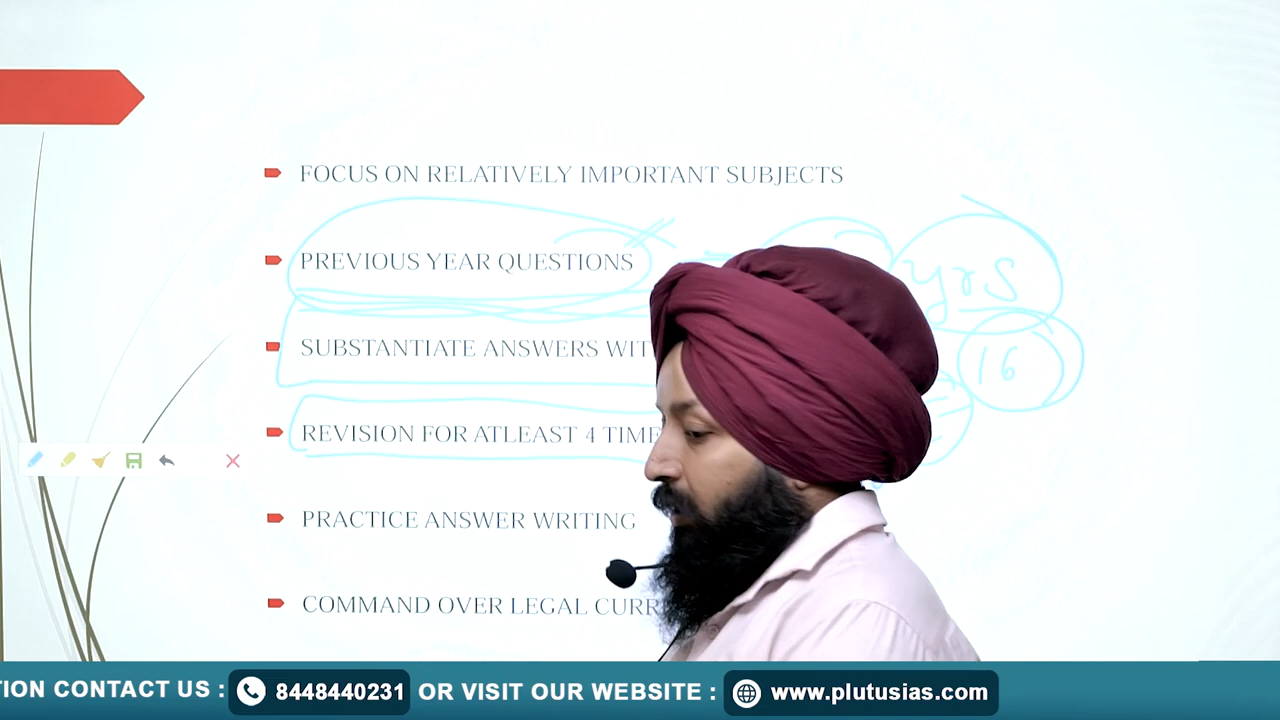 FOCUS ON RELATIVELY IMPORTANT SUBJECTS
PREVIOUS YEAR QUESTIONS
yrs
SUBSTANTIATE ANSWERS
16
REVISION FOR ATLEAST 4
PRACTICE ANSWER WRITING
COMMAND OVER LEGAL
CONTACT US : 8448440231 OR VISIT OUR WEBSITE : www.plutusias.com